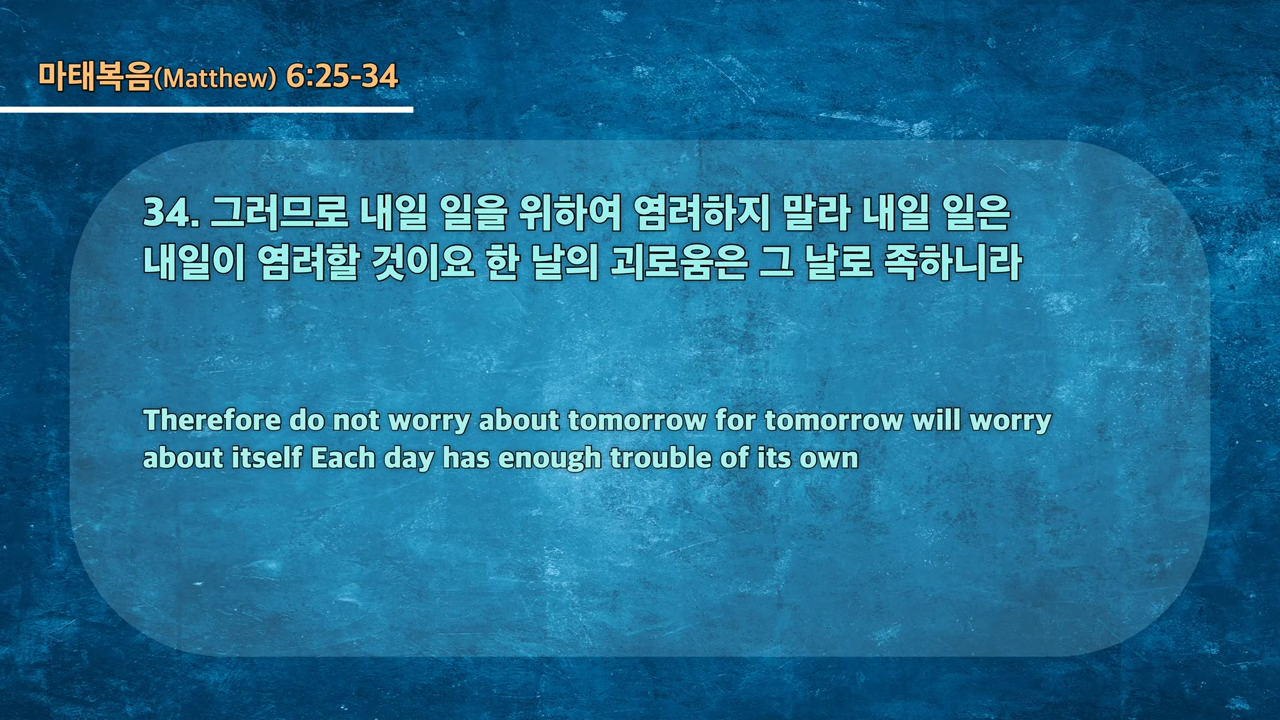 마태복음(Matthew) 6:25-34
34. 그러므로 내일 일을 위하여 염려하지 말라 내일 일은
내일이 염려할 것이요 한 날의 괴로움은 그 날로 족하니라
Therefore do not worry about tomorrow for tomorrow will worry
about itself Each day has enough trouble of its own